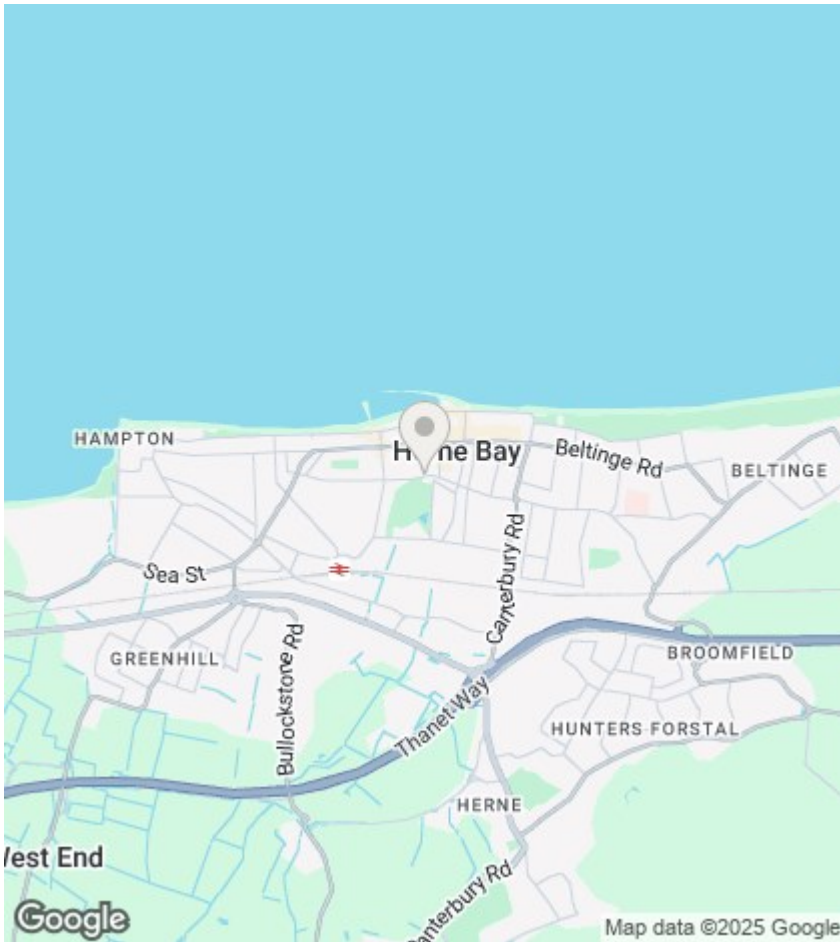 HAMPTON
Herne Bay
Beltinge Rd
BELTINGE
Sea St
Canterbury Rd
GREENHILL
Bullockstone Rd
BROOMFIELD
Thanet Way
HUNTERS FORSTAL
HERNE
West End
Canterbury Rd
Google
Map data ©2025 Google